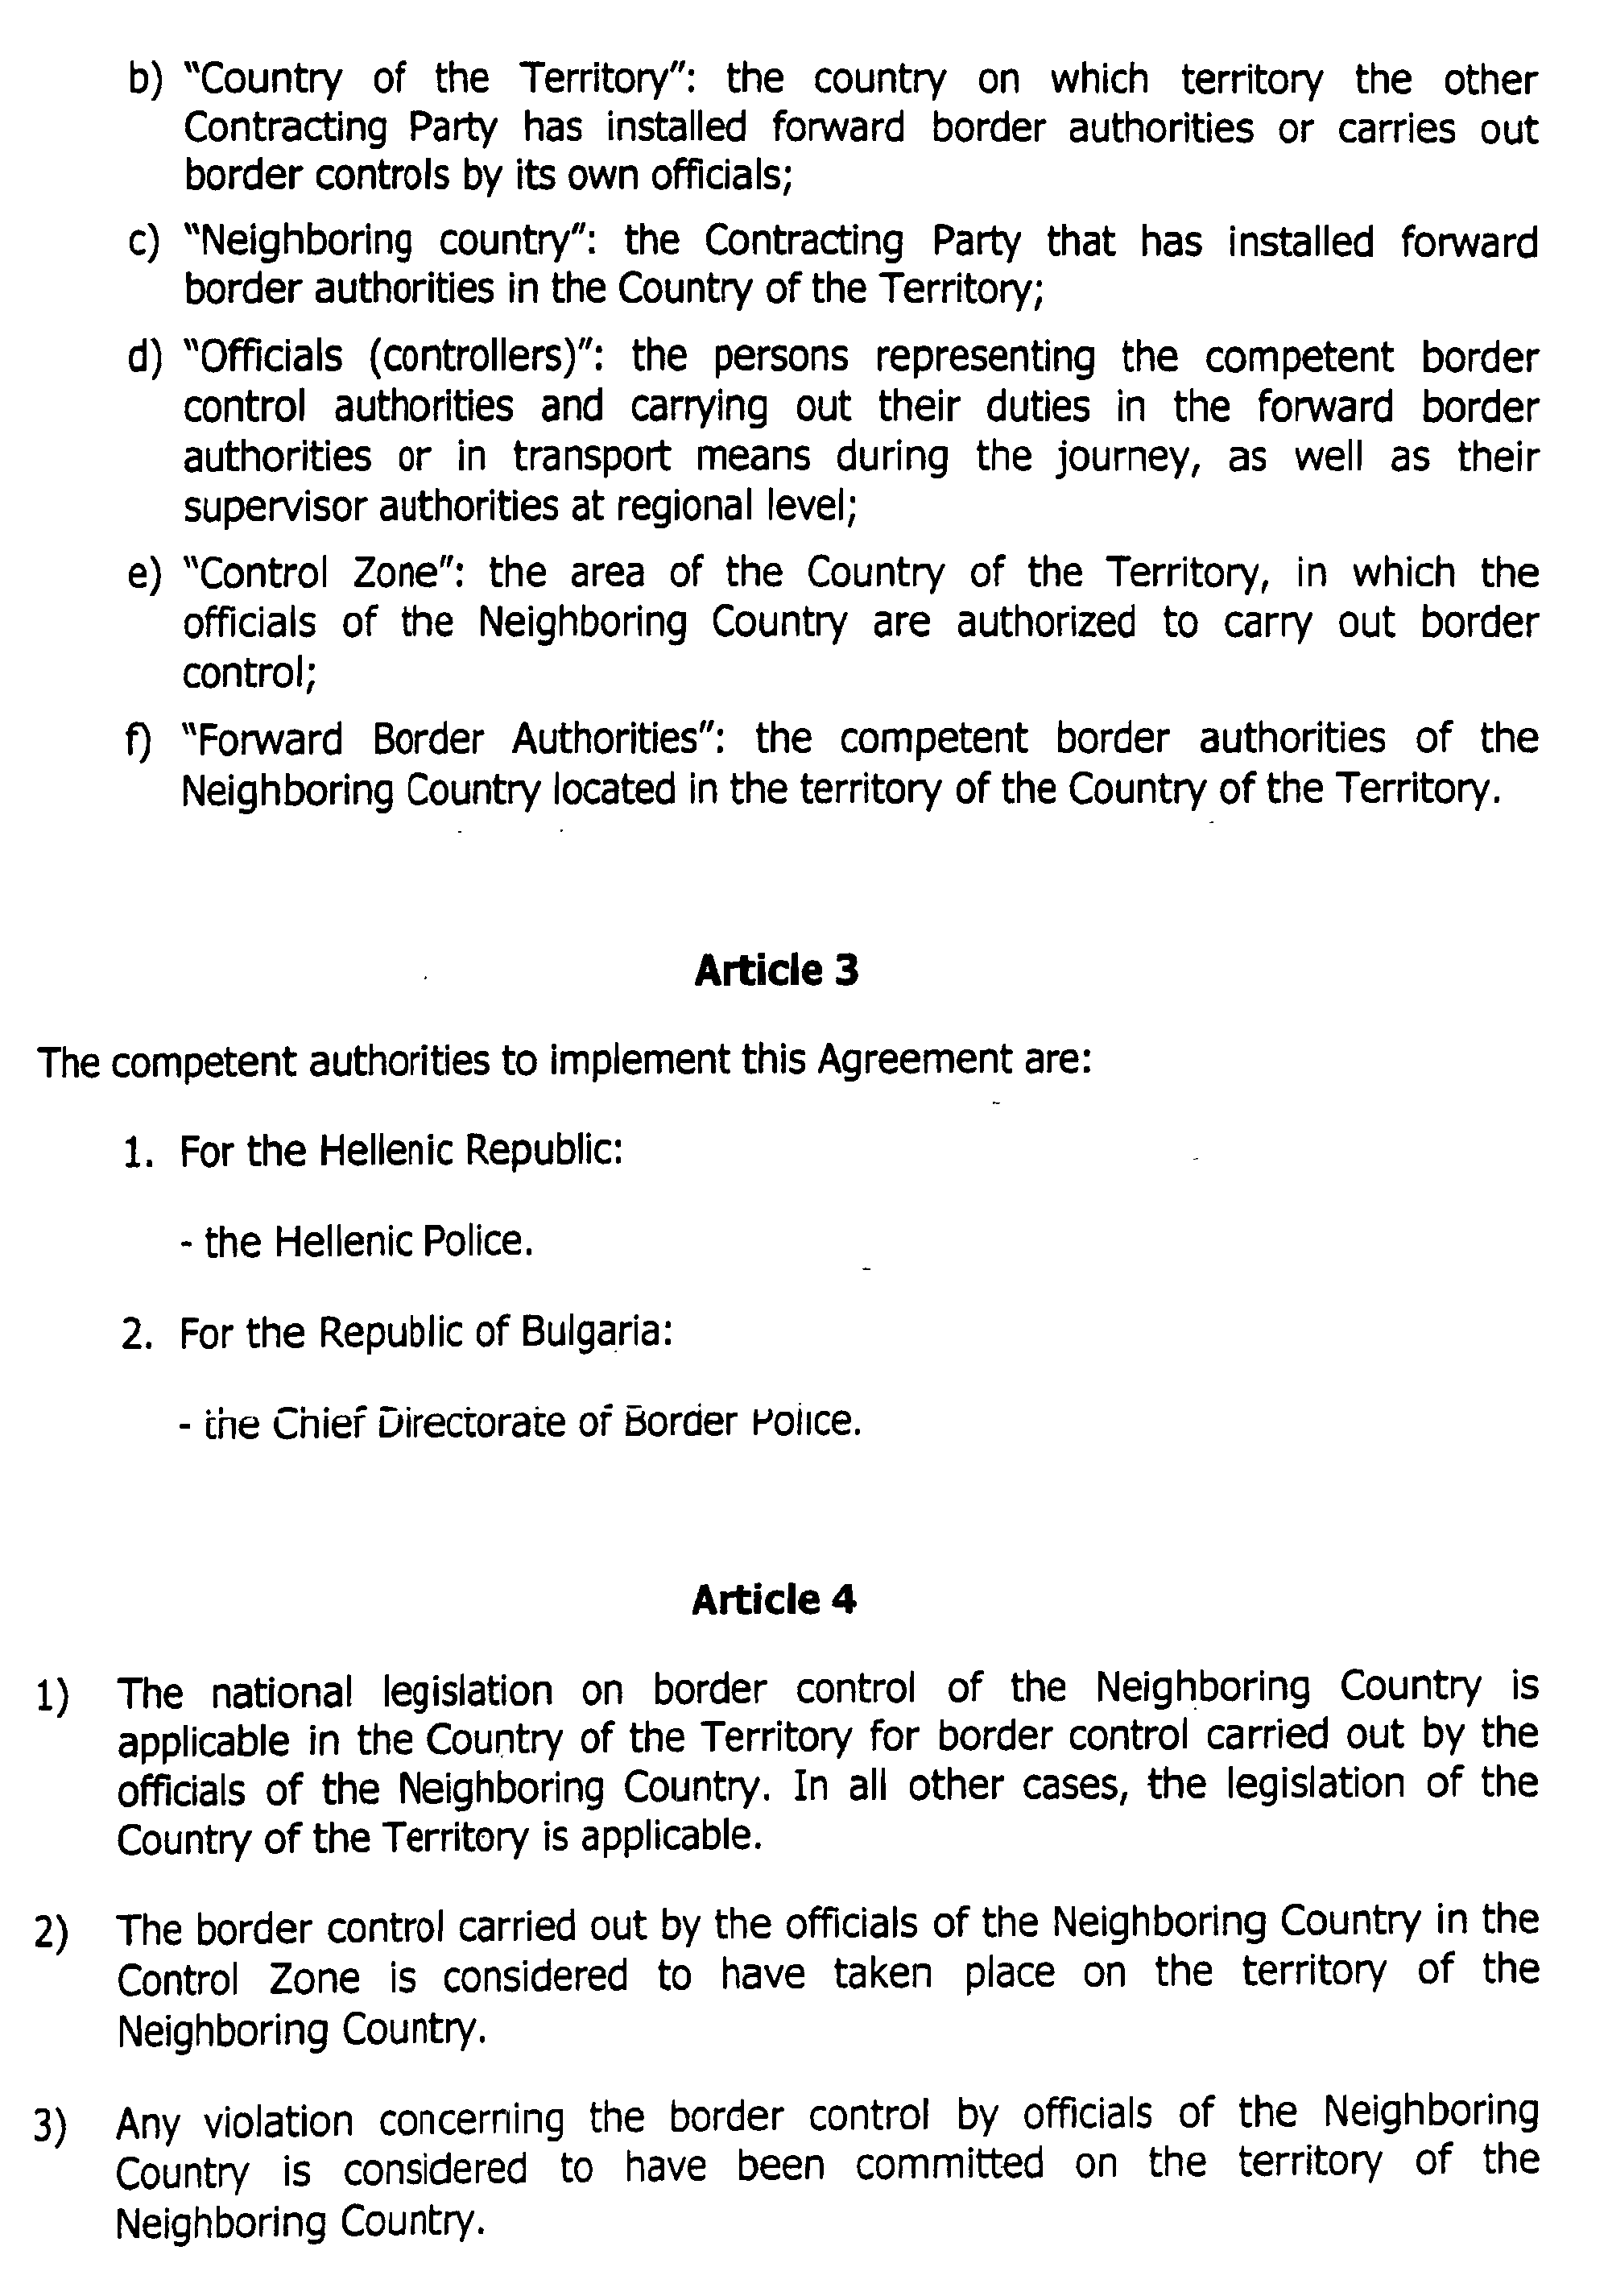 b) "Country of the Territory": the country on which territory the other
Contracting Party has installed forward border authorities or carries out
border controls by its own officials;
c) "Neighboring country": the Contracting Party that has installed forward
border authorities in the Country of the Territory;
d) "Officials (controllers)": the persons representing the competent border
control authorities and carrying out their duties in the forward border
authorities or in transport means during the journey, as well as their
supervisor authorities at regional level;
e) "Control Zone": the area of the Country of the Territory, in which the
officials of the Neighboring Country are authorized to carry out border
control;
f) "Forward Border Authorities": the competent border authorities of the
Neighboring Country located in the territory of the Country of the Territory.
Article 3
The competent authorities to implement this Agreement are:
1. For the Hellenic Republic:
- the Hellenic Police.
2. For the Republic of Bulgaria:
- the Chief Directorate of Border Police.
Article 4
1) The national legislation on border control of the Neighboring Country is
applicable in the Country of the Territory for border control carried out by the
officials of the Neighboring Country. In all other cases, the legislation of the
Country of the Territory is applicable.
2) The border control carried out by the officials of the Neighboring Country in the
Control Zone is considered to have taken place on the territory of the
Neighboring Country.
3) Any violation concerning the border control by officials of the Neighboring
Country is considered to have been committed on the territory of the
Neighboring Country.